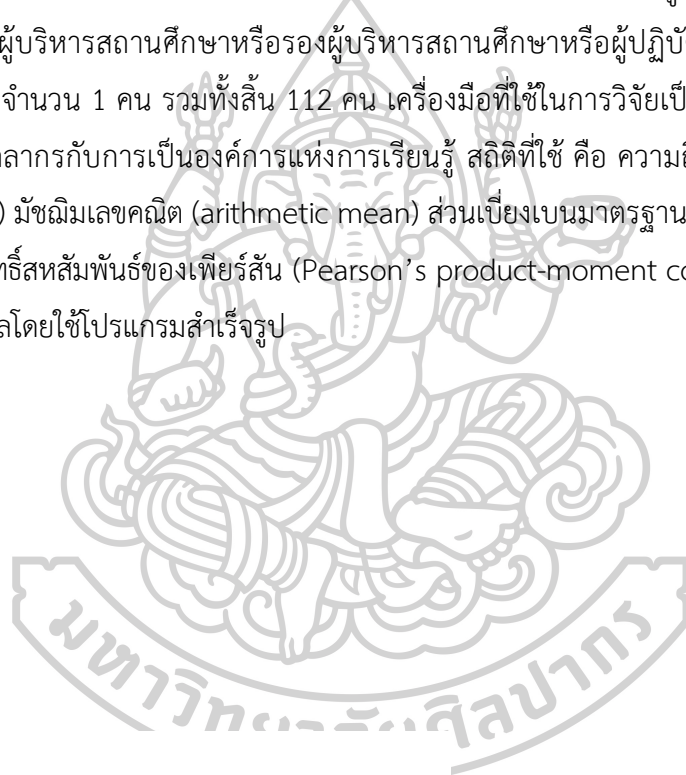 ผู้บริหารสถานศึกษาหรือรองผู้บริหารสถานศึกษาหรือผู้ปฏิบั
จำนวน 1 คน รวมทั้งสิ้น 112 คน เครื่องมือที่ใช้ในการวิจัยเป็
ลากรกับการเป็นองค์การแห่งการเรียนรู้ สถิติที่ใช้ คือ ความถี
) มัชฌิมเลขคณิต (arithmetic mean) ส่วนเบี่ยงเบนมาตรฐาน
ทธิ์สหสัมพันธ์ของเพียร์สัน (Pearson's product-moment co
ลโดยใช้โปรแกรมสำเร็จรูป
มหาวิทยาลัยศิลปากร